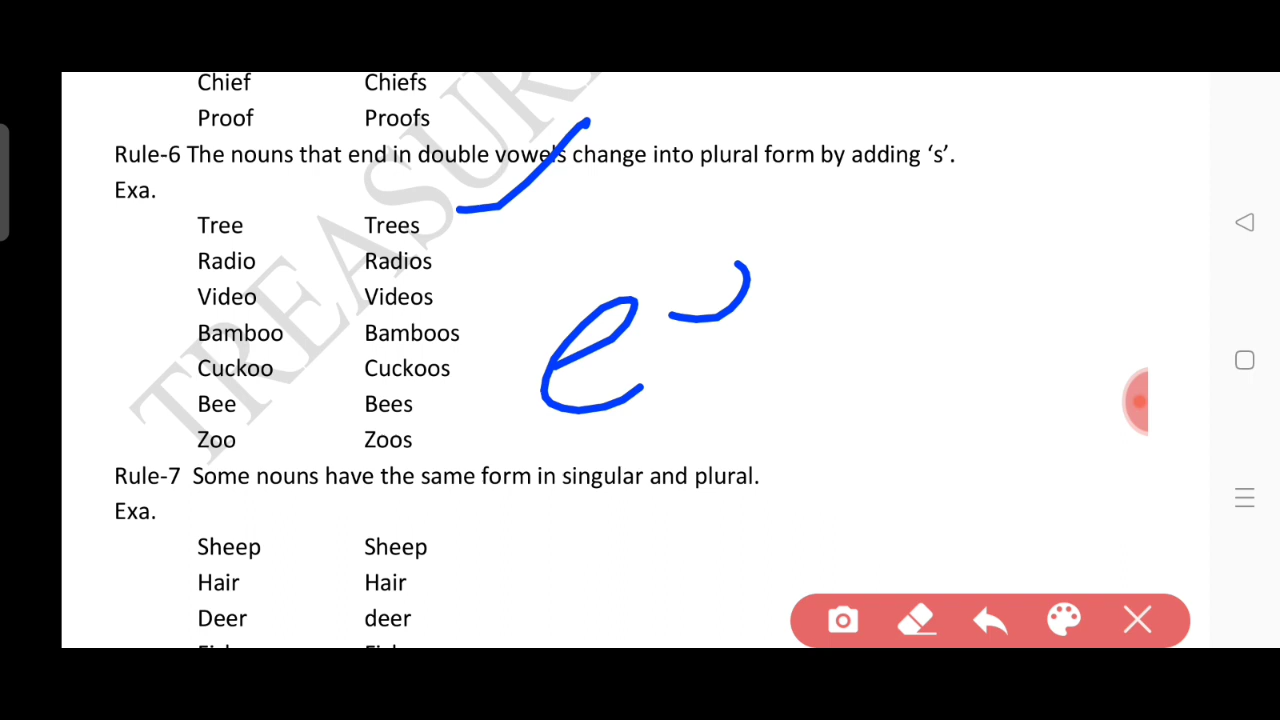 Chief Chiefs
Proof Proofs
Rule-6 The nouns that end in double vowels change into plural form by adding ‘s’.
Exa.
Tree Trees
Radio Radios
Video Videos
Bamboo Bamboos
Cuckoo Cuckoos
Bee Bees
Zoo Zoos
Rule-7 Some nouns have the same form in singular and plural.
Exa.
Sheep Sheep
Hair Hair
Deer deer
e